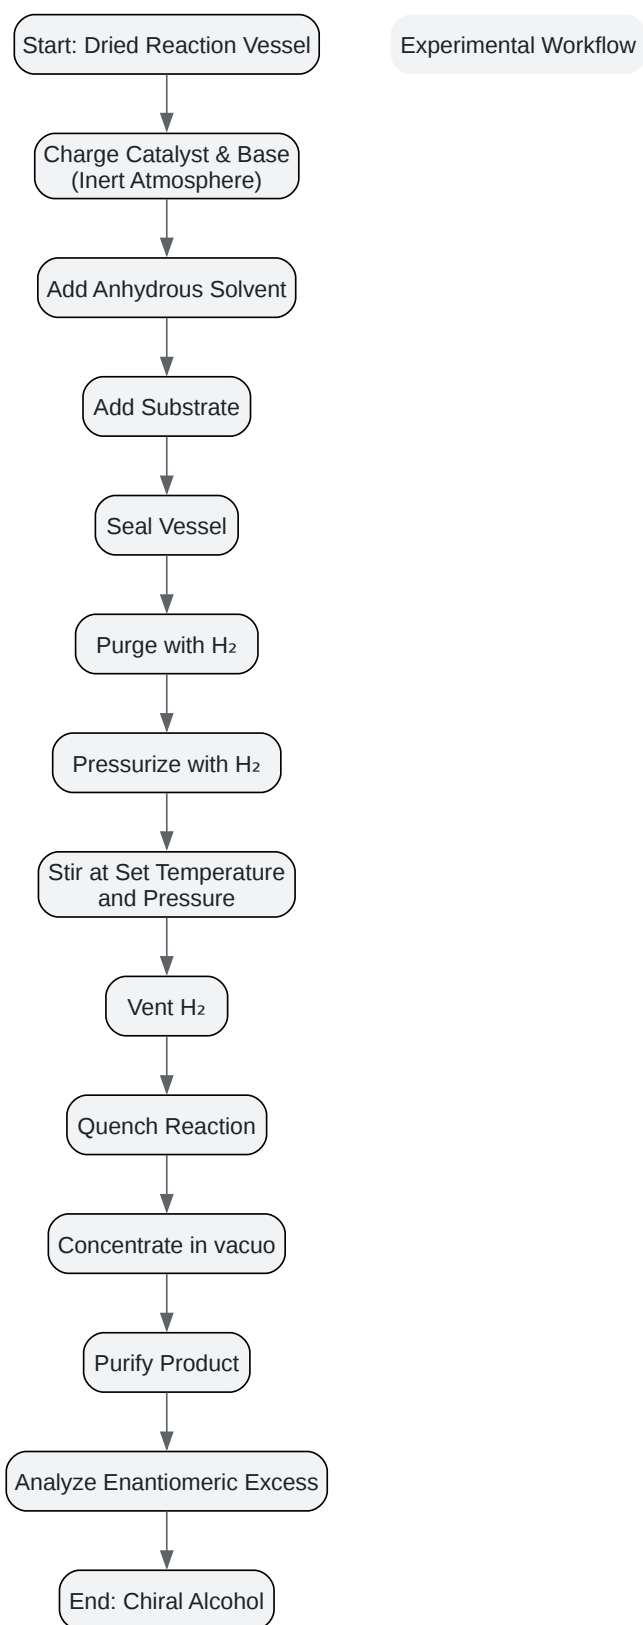 Start: Dried Reaction Vessel
Experimental Workflow
Charge Catalyst & Base
(Inert Atmosphere)
Add Anhydrous Solvent
Add Substrate
Seal Vessel
Purge with H₂
Pressurize with H₂
Stir at Set Temperature
and Pressure
Vent H₂
Quench Reaction
Concentrate in vacuo
Purify Product
Analyze Enantiomeric Excess
End: Chiral Alcohol